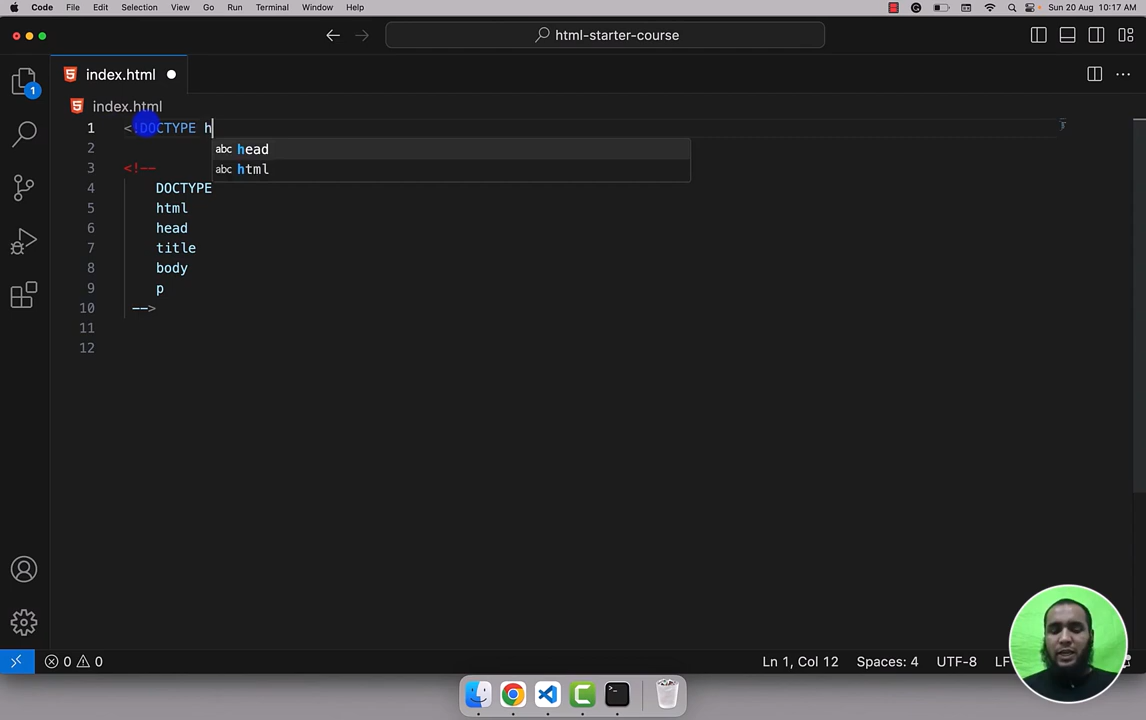 Code File Edit Selection View Go Run Terminal Window Help
Sun 20 Aug 10:17 AM
html-starter-course
index.html
1
index.html
1 <!DOCTYPE h
head
html
2
3 <!--
4 DOCTYPE
5 html
6 head
7 title
8 body
9 p
10 -->
11
12
0 0 Ln 1, Col 12 Spaces: 4 UTF-8 LF